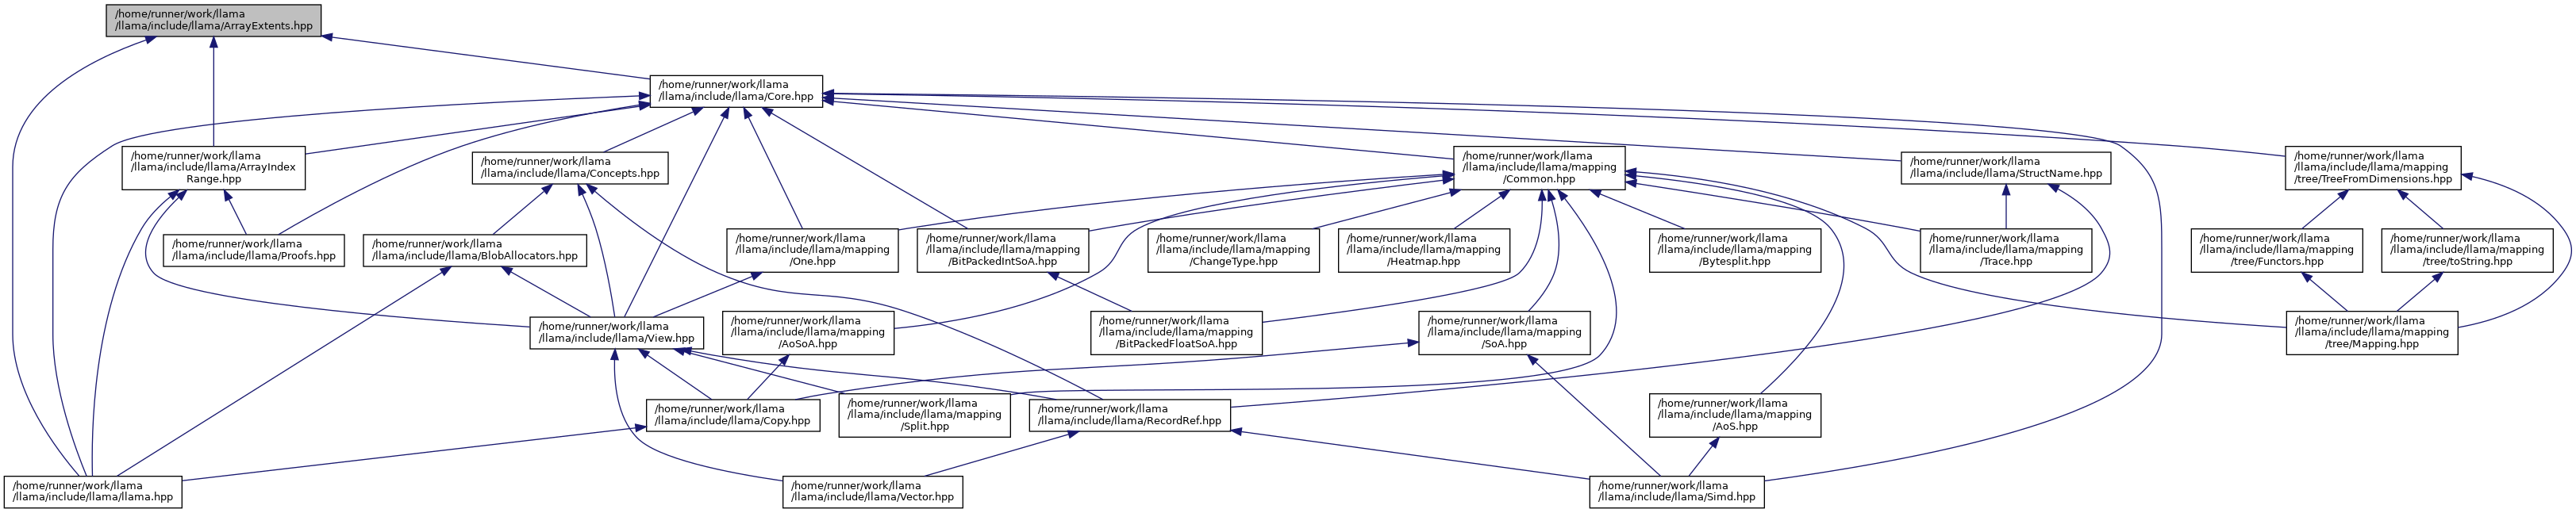 /home/runner/work/llama
/llama/include/llama/ArrayExtents.hpp
/home/runner/work/llama
/llama/include/llama/Core.hpp
/home/runner/work/llama
/llama/include/llama/ArrayIndex
Range.hpp
/home/runner/work/llama
/llama/include/llama/Concepts.hpp
/home/runner/work/llama
/llama/include/llama/mapping
/Common.hpp
/home/runner/work/llama
/llama/include/llama/StructName.hpp
/home/runner/work/llama
/llama/include/llama/mapping
/tree/TreeFromDimensions.hpp
/home/runner/work/llama
/llama/include/llama/Proofs.hpp
/home/runner/work/llama
/llama/include/llama/BlobAllocators.hpp
/home/runner/work/llama
/llama/include/llama/mapping
/One.hpp
/home/runner/work/llama
/llama/include/llama/mapping
/BitPackedIntSoA.hpp
/home/runner/work/llama
/llama/include/llama/mapping
/ChangeType.hpp
/home/runner/work/llama
/llama/include/llama/mapping
/Heatmap.hpp
/home/runner/work/llama
/llama/include/llama/mapping
/Bytesplit.hpp
/home/runner/work/llama
/llama/include/llama/mapping
/Trace.hpp
/home/runner/work/llama
/llama/include/llama/mapping
/tree/Functors.hpp
/home/runner/work/llama
/llama/include/llama/mapping
/tree/toString.hpp
/home/runner/work/llama
/llama/include/llama/View.hpp
/home/runner/work/llama
/llama/include/llama/mapping
/AoSoA.hpp
/home/runner/work/llama
/llama/include/llama/mapping
/BitPackedFloatSoA.hpp
/home/runner/work/llama
/llama/include/llama/mapping
/SoA.hpp
/home/runner/work/llama
/llama/include/llama/mapping
/tree/Mapping.hpp
/home/runner/work/llama
/llama/include/llama/Copy.hpp
/home/runner/work/llama
/llama/include/llama/mapping
/Split.hpp
/home/runner/work/llama
/llama/include/llama/RecordRef.hpp
/home/runner/work/llama
/llama/include/llama/mapping
/AoS.hpp
/home/runner/work/llama
/llama/include/llama/llama.hpp
/home/runner/work/llama
/llama/include/llama/Vector.hpp
/home/runner/work/llama
/llama/include/llama/Simd.hpp